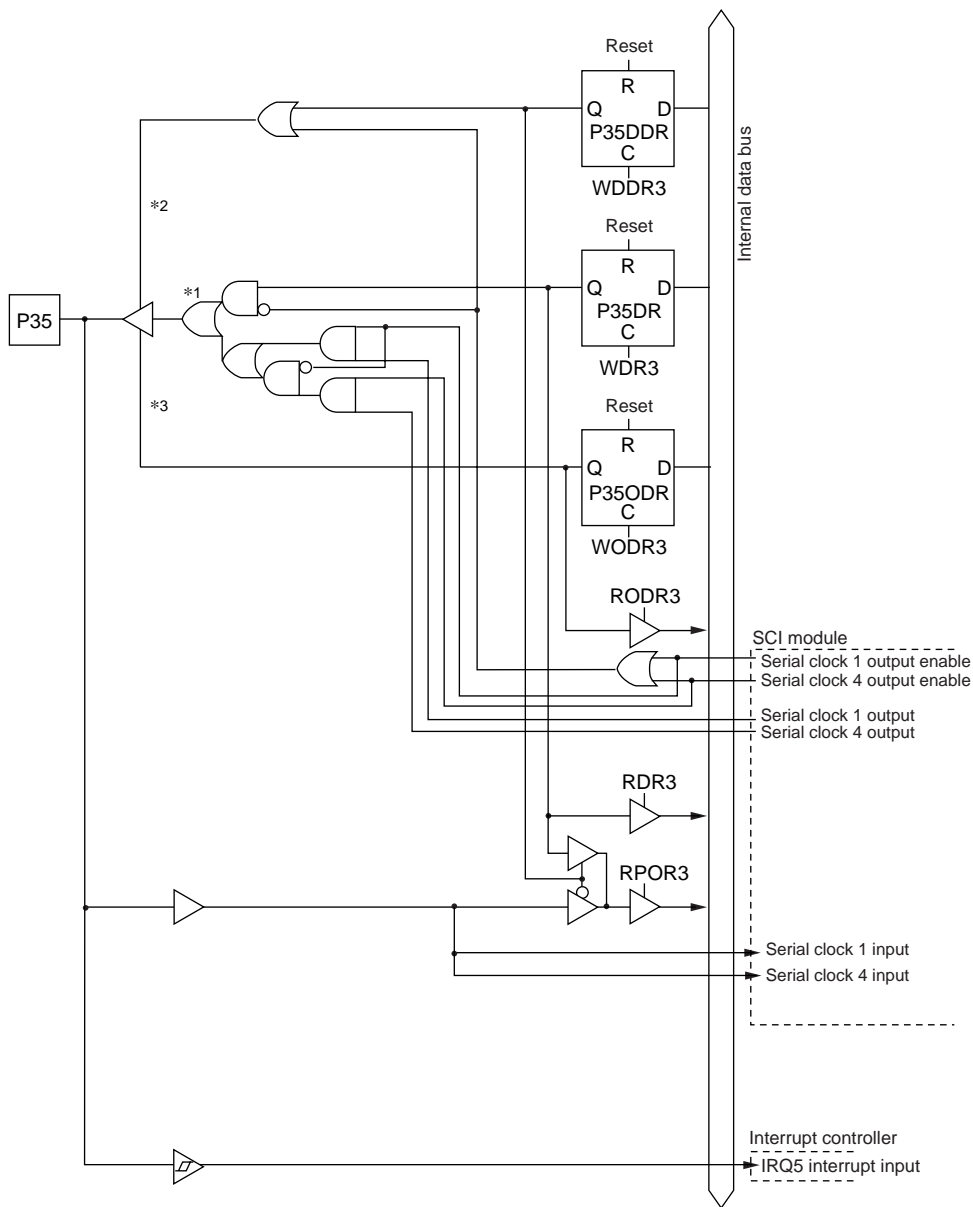 Reset
R
Q D
P35DDR
C
WDDR3
Internal data bus
*2
Reset
R
*1
Q D
P35
P35DR
C
WDR3
*3
Reset
R
Q D
P35ODR
C
WODR3
RODR3
SCI module
Serial clock 1 output enable
Serial clock 4 output enable
Serial clock 1 output
Serial clock 4 output
RDR3
RPOR3
Serial clock 1 input
Serial clock 4 input
Interrupt controller
IRQ5 interrupt input